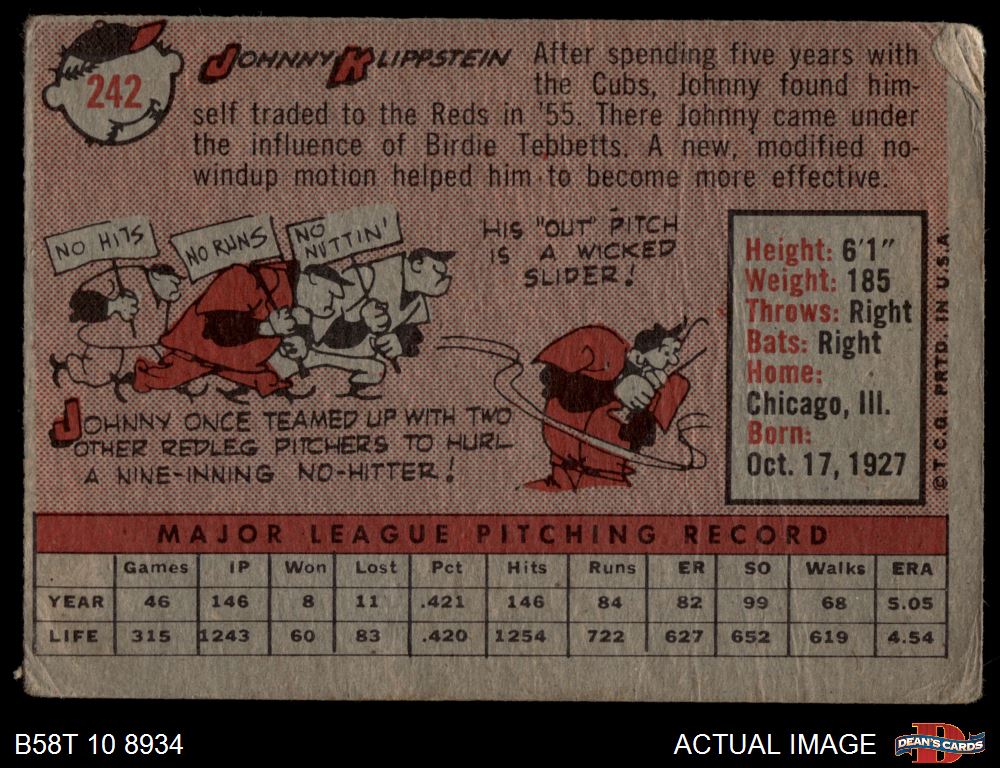 242
JOHNNY KLIPPSTEIN After spending five years with
the Cubs, Johnny found him-
self traded to the Reds in '55. There Johnny came under
the influence of Birdie Tebbetts. A new, modified no-
windup motion helped him to become more effective.
NO HITS
NO RUNS
NO
NUTTIN'
HIS "OUT" PITCH
IS A WICKED
SLIDER!
JOHNNY ONCE TEAMED UP WITH TWO
OTHER REDLEG PITCHERS TO HURL
A NINE-INNING NO-HITTER!
Height: 6'1"
Weight: 185
Throws: Right
Bats: Right
Home:
Chicago, Ill.
Born:
Oct. 17, 1927
©T.C.G. PRTD. IN U.S.A.
MAJOR LEAGUE PITCHING RECORD
Games IP Won Lost Pct Hits Runs ER SO Walks ERA
YEAR 46 146 8 11 .421 146 84 82 99 68 5.05
LIFE 315 1243 60 83 .420 1254 722 627 652 619 4.54
B58T 10 8934
ACTUAL IMAGE
D
DEAN'S CARDS